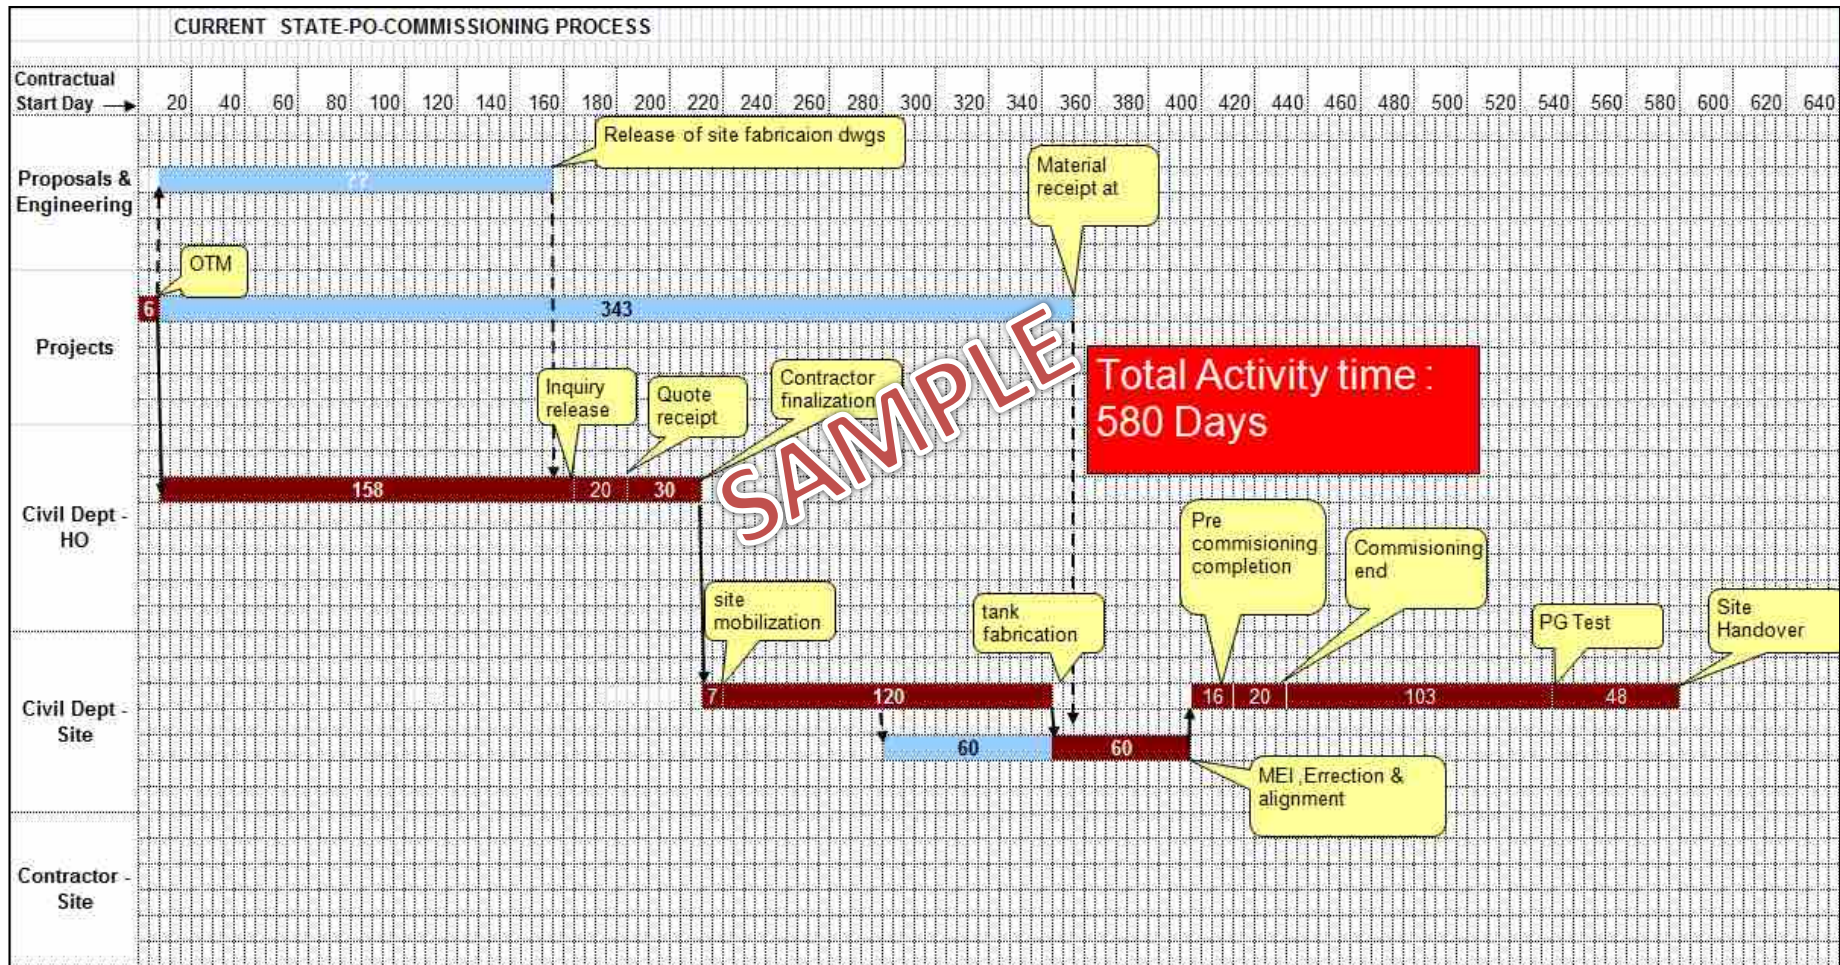 CURRENT STATE-PO-COMMISSIONING PROCESS
Contractual
Start Day
20 40 60 80 100 120 140 160 180 200 220 240 260 280 300 320 340 360 380 400 420 440 460 480 500 520 540 560 580 600 620 640
Release of site fabricaion dwgs
Material
receipt at
Proposals &
Engineering
??
OTM
6
343
Projects
Total Activity time :
580 Days
Inquiry
release
Quote
receipt
Contractor
finalization
SAMPLE
158
20
30
Civil Dept -
HO
Pre
commisioning
completion
Commisioning
end
site
mobilization
tank
fabrication
PG Test
Site
Handover
Civil Dept -
Site
7
120
16
20
103
48
60
60
MEI ,Errection &
alignment
Contractor -
Site